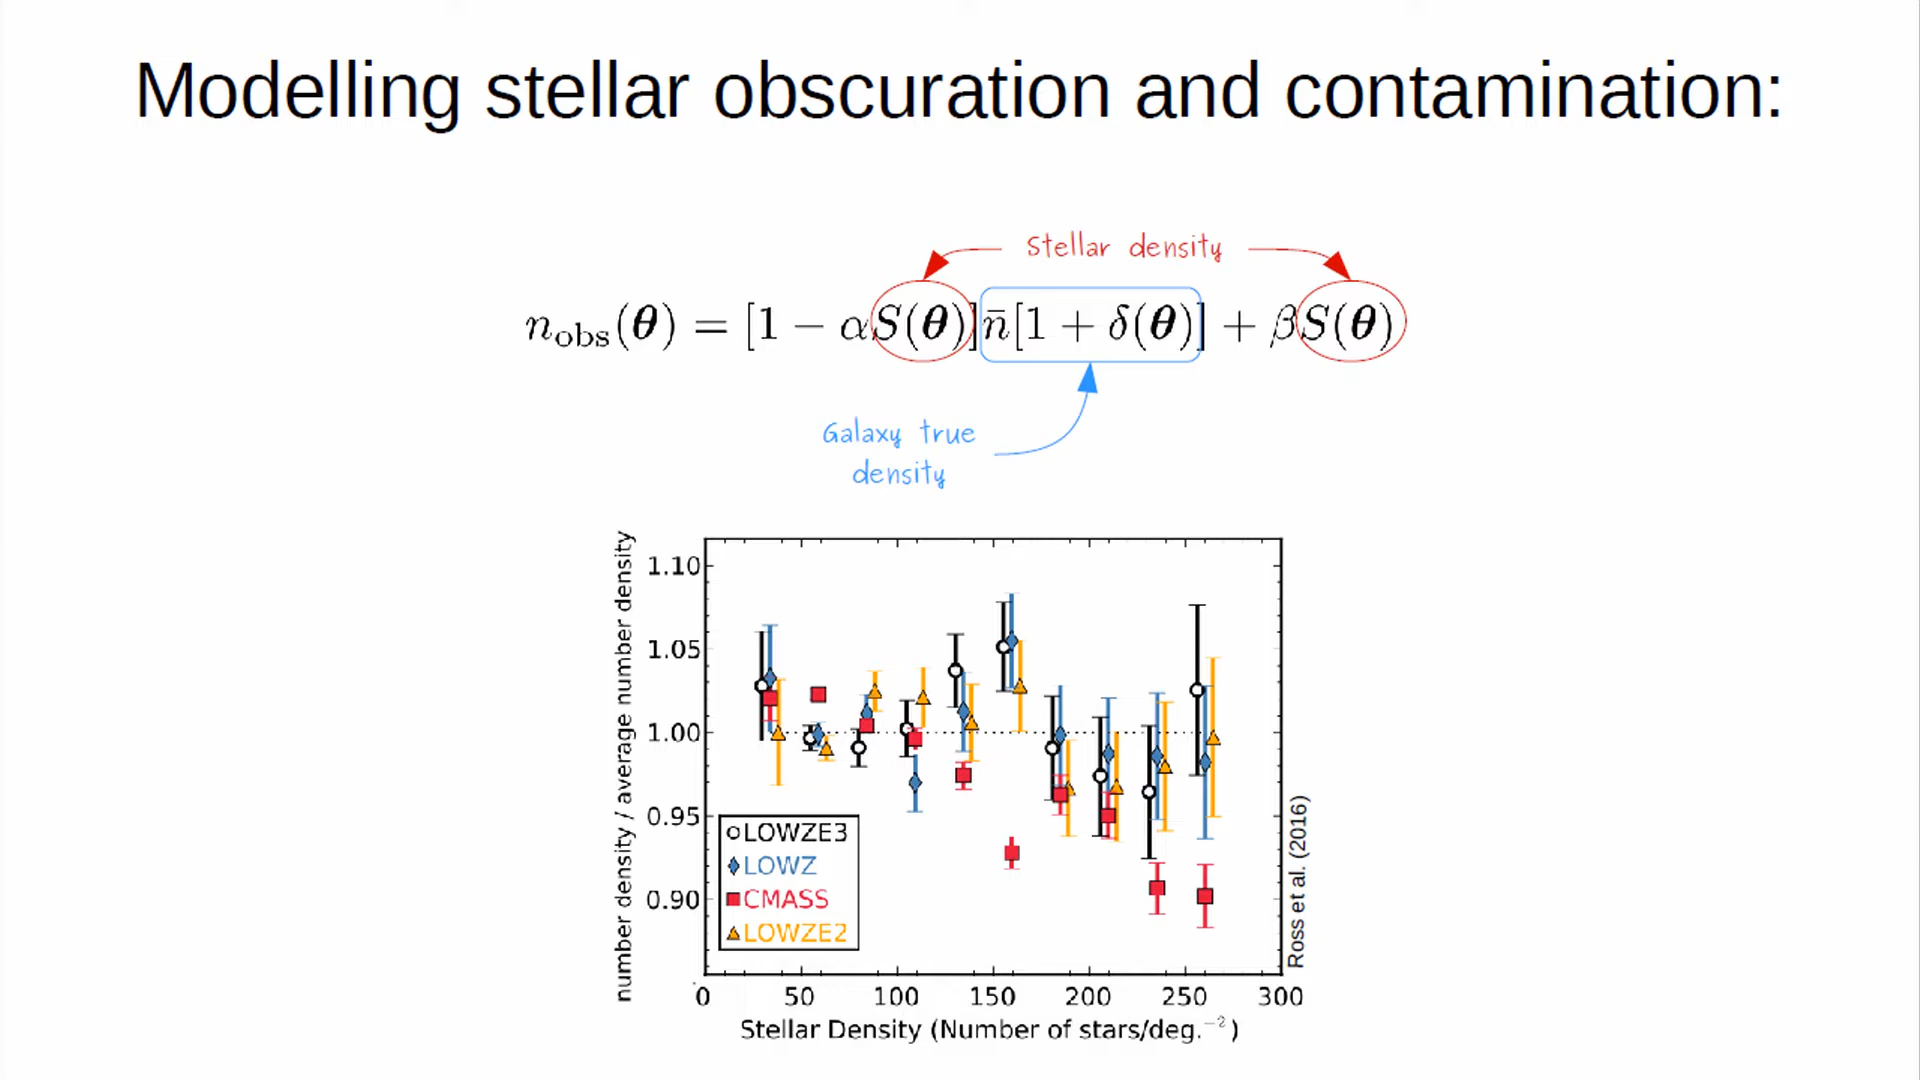 Modelling stellar obscuration and contamination:
Stellar density
n_obs(θ) = [1 − αS(θ)]n̄[1 + δ(θ)] + βS(θ)
Galaxy true
density
number density / average number density
1.10
1.05
1.00
0.95
0.90
LOWZE3
LOWZ
CMASS
LOWZE2
0 50 100 150 200 250 300
Stellar Density (Number of stars/deg.⁻²)
Ross et al. (2016)